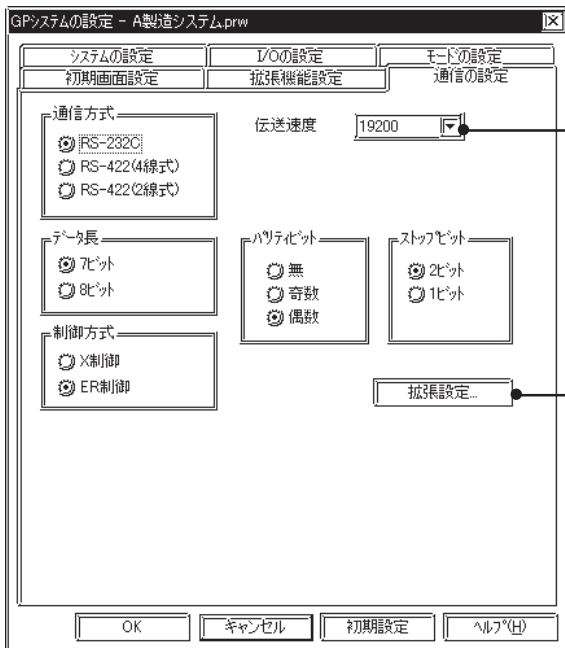 GPシステムの設定 - A製造システム.prw
システムの設定 I/Oの設定 モードの設定
初期画面設定 拡張機能設定 通信の設定
通信方式
RS-232C
RS-422(4線式)
RS-422(2線式)
伝送速度 19200
データ長
7ビット
8ビット
パリティビット
無
奇数
偶数
ストップビット
2ビット
1ビット
制御方式
X制御
ER制御
拡張設定...
OK キャンセル 初期設定 ヘルプ(H)